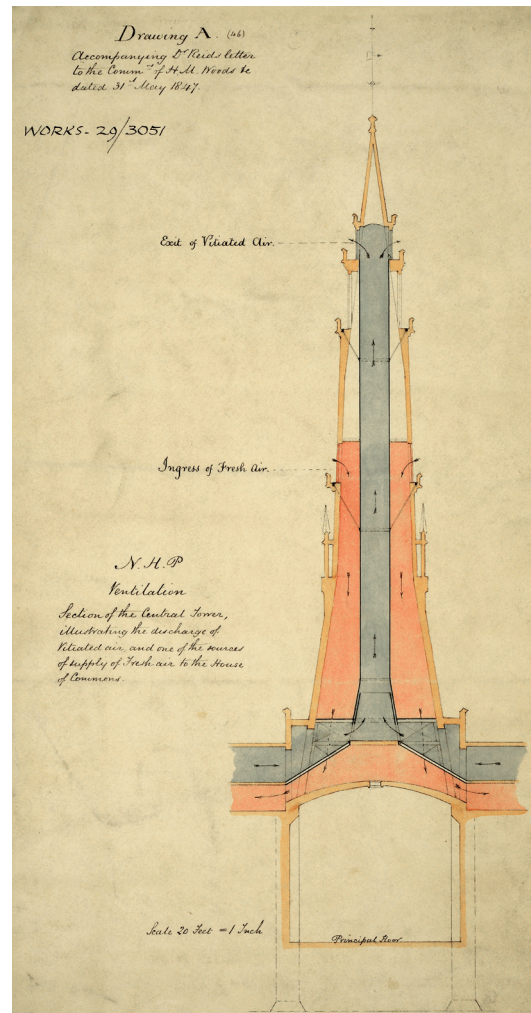 Drawing A. (46)
Accompanying Dr Reids letter
to the Commrs of H. M. Woods &c
dated 31st May 1847.
WORKS- 29/3051
Exit of Vitiated Air.
Ingress of Fresh Air.
N. H. P
Ventilation
Section of the Central Tower,
illustrating the discharge of
Vitiated air, and one of the sources
of supply of Fresh air to the House
of Commons.
Scale 20 Feet = 1 Inch
Principal Floor